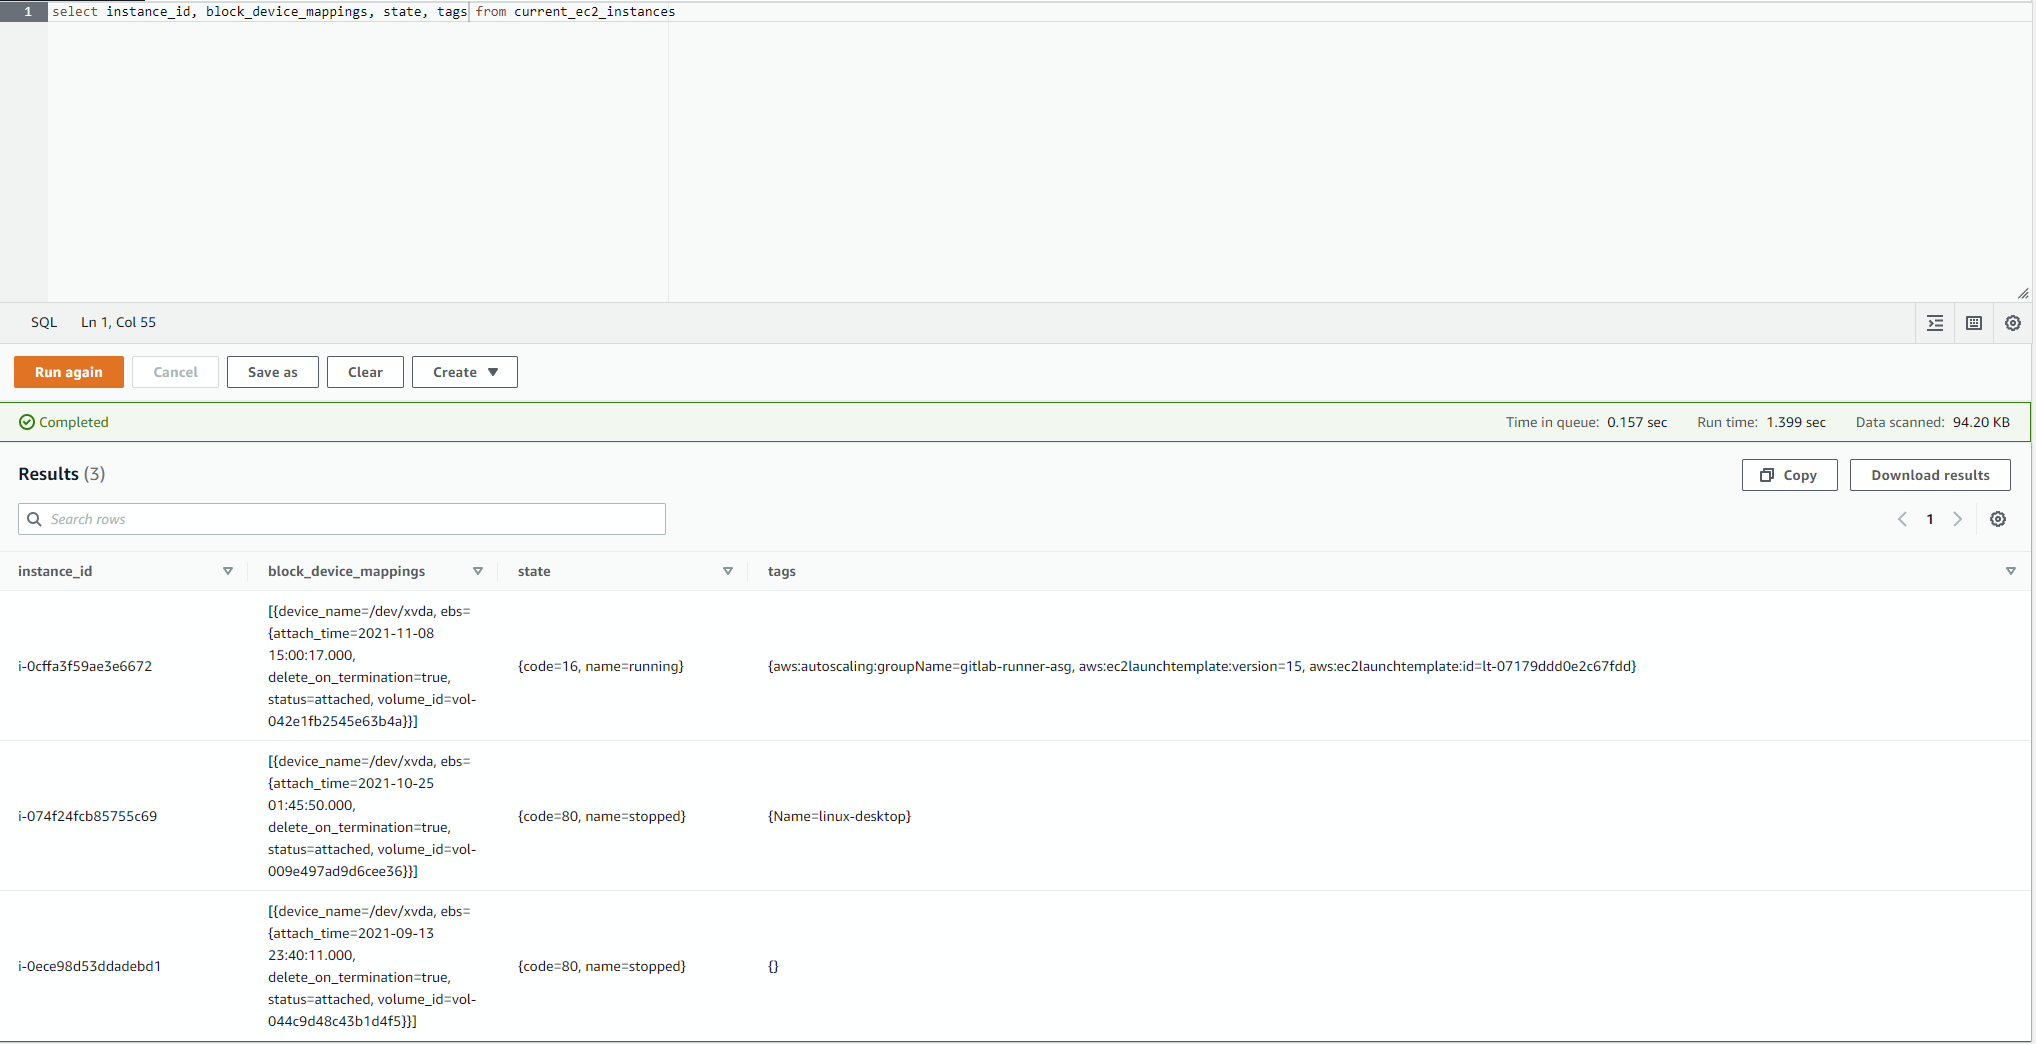 1 select instance_id, block_device_mappings, state, tags from current_ec2_instances
SQL Ln 1, Col 55
Run again Cancel Save as Clear Create
Completed Time in queue: 0.157 sec Run time: 1.399 sec Data scanned: 94.20 KB
Results (3) Copy Download results
Search rows 1
instance_id block_device_mappings state tags
[{device_name=/dev/xvda, ebs=
{attach_time=2021-11-08
15:00:17.000,
i-0cffa3f59ae3e6672 {code=16, name=running} {aws:autoscaling:groupName=gitlab-runner-asg, aws:ec2launchtemplate:version=15, aws:ec2launchtemplate:id=lt-07179ddd0e2c67fdd}
delete_on_termination=true,
status=attached, volume_id=vol-
042e1fb2545e63b4a}}]
[{device_name=/dev/xvda, ebs=
{attach_time=2021-10-25
01:45:50.000,
i-074f24fcb85755c69 {code=80, name=stopped} {Name=linux-desktop}
delete_on_termination=true,
status=attached, volume_id=vol-
009e497ad9d6cee36}}]
[{device_name=/dev/xvda, ebs=
{attach_time=2021-09-13
23:40:11.000,
i-0ece98d53ddadebd1 {code=80, name=stopped} {}
delete_on_termination=true,
status=attached, volume_id=vol-
044c9d48c43b1d4f5}}]